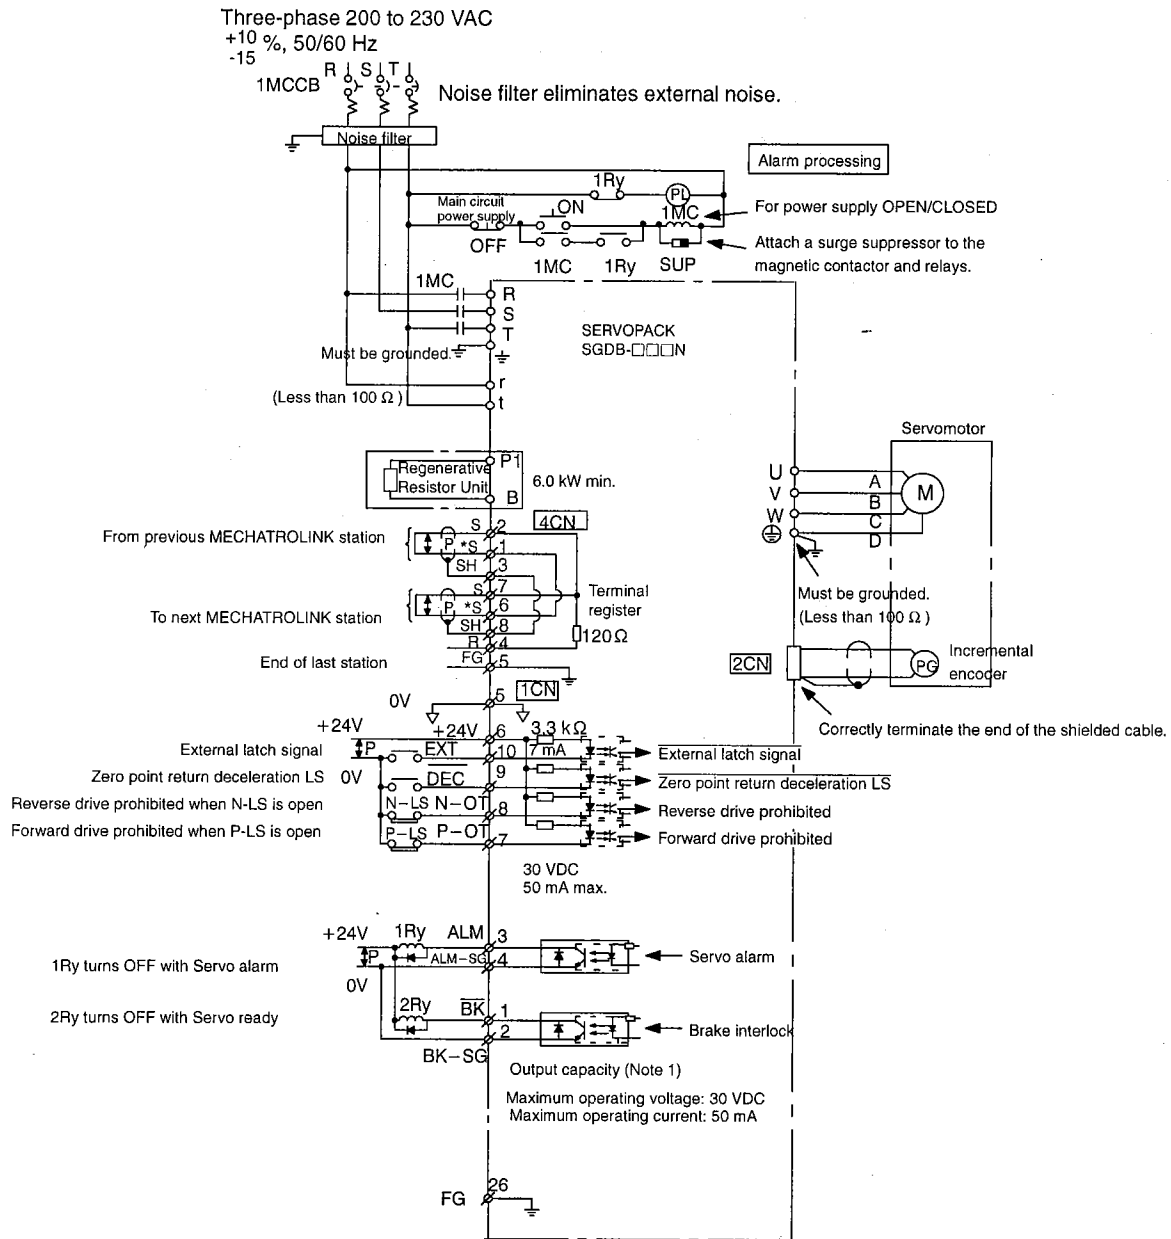 Three-phase 200 to 230 VAC
+10
-15 %, 50/60 Hz
R S T
1MCCB
Noise filter eliminates external noise.
Noise filter
Alarm processing
1Ry
PL
Main circuit
power supply
ON
1MC
For power supply OPEN/CLOSED
OFF
Attach a surge suppressor to the
magnetic contactor and relays.
1MC
1Ry
SUP
1MC
R
S
T
SERVOPACK
SGDB-□□□N
Must be grounded.
r
(Less than 100 Ω )
t
Servomotor
P1
Regenerative
Resistor Unit
B
6.0 kW min.
U
V
W
A
B
C
D
M
4CN
From previous MECHATROLINK station
P
S 2
*S 1
SH 3
To next MECHATROLINK station
P
S 7
*S 6
SH 8
R 4
FG 5
Terminal
register
120Ω
End of last station
Must be grounded.
(Less than 100 Ω )
2CN
PG
Incremental
encoder
Correctly terminate the end of the shielded cable.
1CN
0V
5
+24V
+24V
6
3.3 kΩ
7 mA
External latch signal
P
EXT
10
External latch signal
Zero point return deceleration LS
0V
DEC
9
Zero point return deceleration LS
Reverse drive prohibited when N-LS is open
N-LS
N-OT
8
Reverse drive prohibited
Forward drive prohibited when P-LS is open
P-LS
P-OT
7
Forward drive prohibited
30 VDC
50 mA max.
+24V
1Ry
ALM
3
P
ALM-SG
4
Servo alarm
1Ry turns OFF with Servo alarm
0V
2Ry turns OFF with Servo ready
2Ry
BK
1
2
BK-SG
Brake interlock
Output capacity (Note 1)
Maximum operating voltage: 30 VDC
Maximum operating current: 50 mA
FG
26